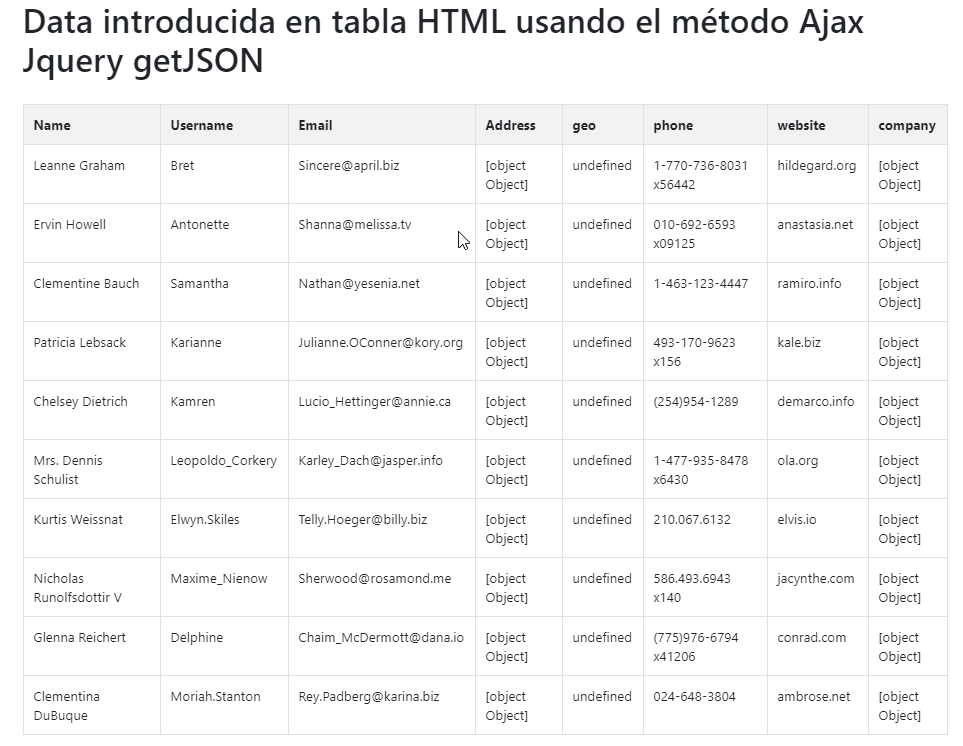 Data introducida en tabla HTML usando el método Ajax
Jquery getJSON
Name Username Email Address geo phone website company
Leanne Graham Bret Sincere@april.biz [object Object] undefined 1-770-736-8031 x56442 hildegard.org [object Object]
Ervin Howell Antonette Shanna@melissa.tv [object Object] undefined 010-692-6593 x09125 anastasia.net [object Object]
Clementine Bauch Samantha Nathan@yesenia.net [object Object] undefined 1-463-123-4447 ramiro.info [object Object]
Patricia Lebsack Karianne Julianne.OConner@kory.org [object Object] undefined 493-170-9623 x156 kale.biz [object Object]
Chelsey Dietrich Kamren Lucio_Hettinger@annie.ca [object Object] undefined (254)954-1289 demarco.info [object Object]
Mrs. Dennis Schulist Leopoldo_Corkery Karley_Dach@jasper.info [object Object] undefined 1-477-935-8478 x6430 ola.org [object Object]
Kurtis Weissnat Elwyn.Skiles Telly.Hoeger@billy.biz [object Object] undefined 210.067.6132 elvis.io [object Object]
Nicholas Runolfsdottir V Maxime_Nienow Sherwood@rosamond.me [object Object] undefined 586.493.6943 x140 jacynthe.com [object Object]
Glenna Reichert Delphine Chaim_McDermott@dana.io [object Object] undefined (775)976-6794 x41206 conrad.com [object Object]
Clementina DuBuque Moriah.Stanton Rey.Padberg@karina.biz [object Object] undefined 024-648-3804 ambrose.net [object Object]